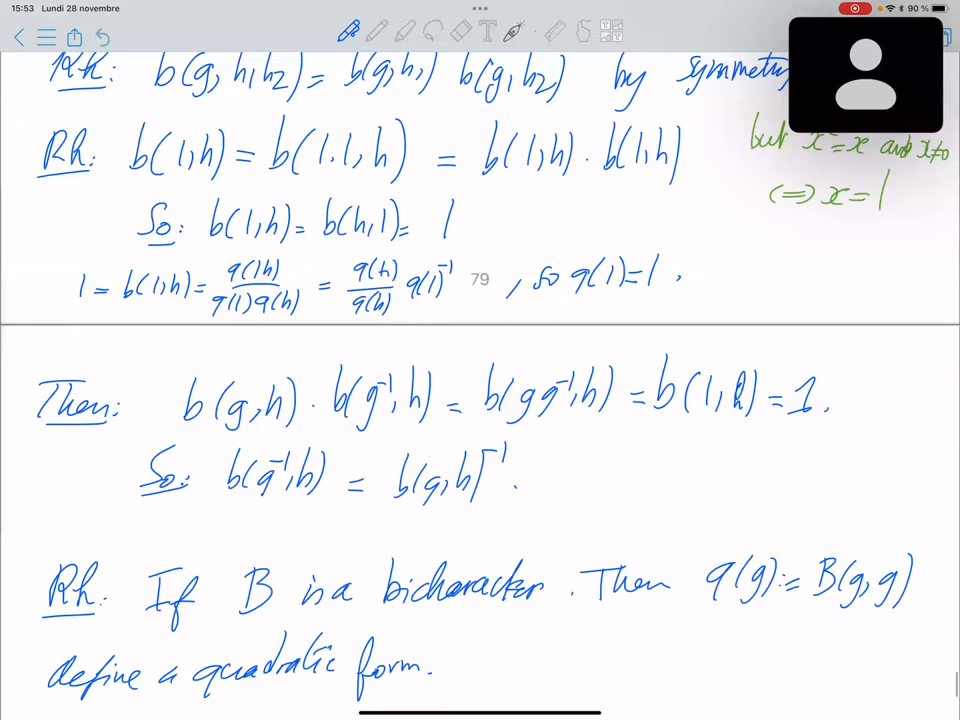 15:53 Lundi 28 novembre
90 %
Rk: b(g, h1h2) = b(g,h1) b(g,h2) by symmetry
Rk: b(1,h) = b(1.1, h) = b(1,h) . b(1,h)
but x²=x and x≠0
(⇔) x=1
So: b(1,h) = b(h,1) = 1
1 = b(1,h) = q(1h)/q(1)q(h) = q(h)/q(h) q(1)⁻¹ , so q(1)=1.
79
Then: b(g,h) . b(g⁻¹,h) = b(gg⁻¹,h) = b(1,h) = 1.
So: b(g⁻¹,h) = b(g,h)⁻¹.
Rk: If B is a bicharacter. Then q(g):= B(g,g)
define a quadratic form.